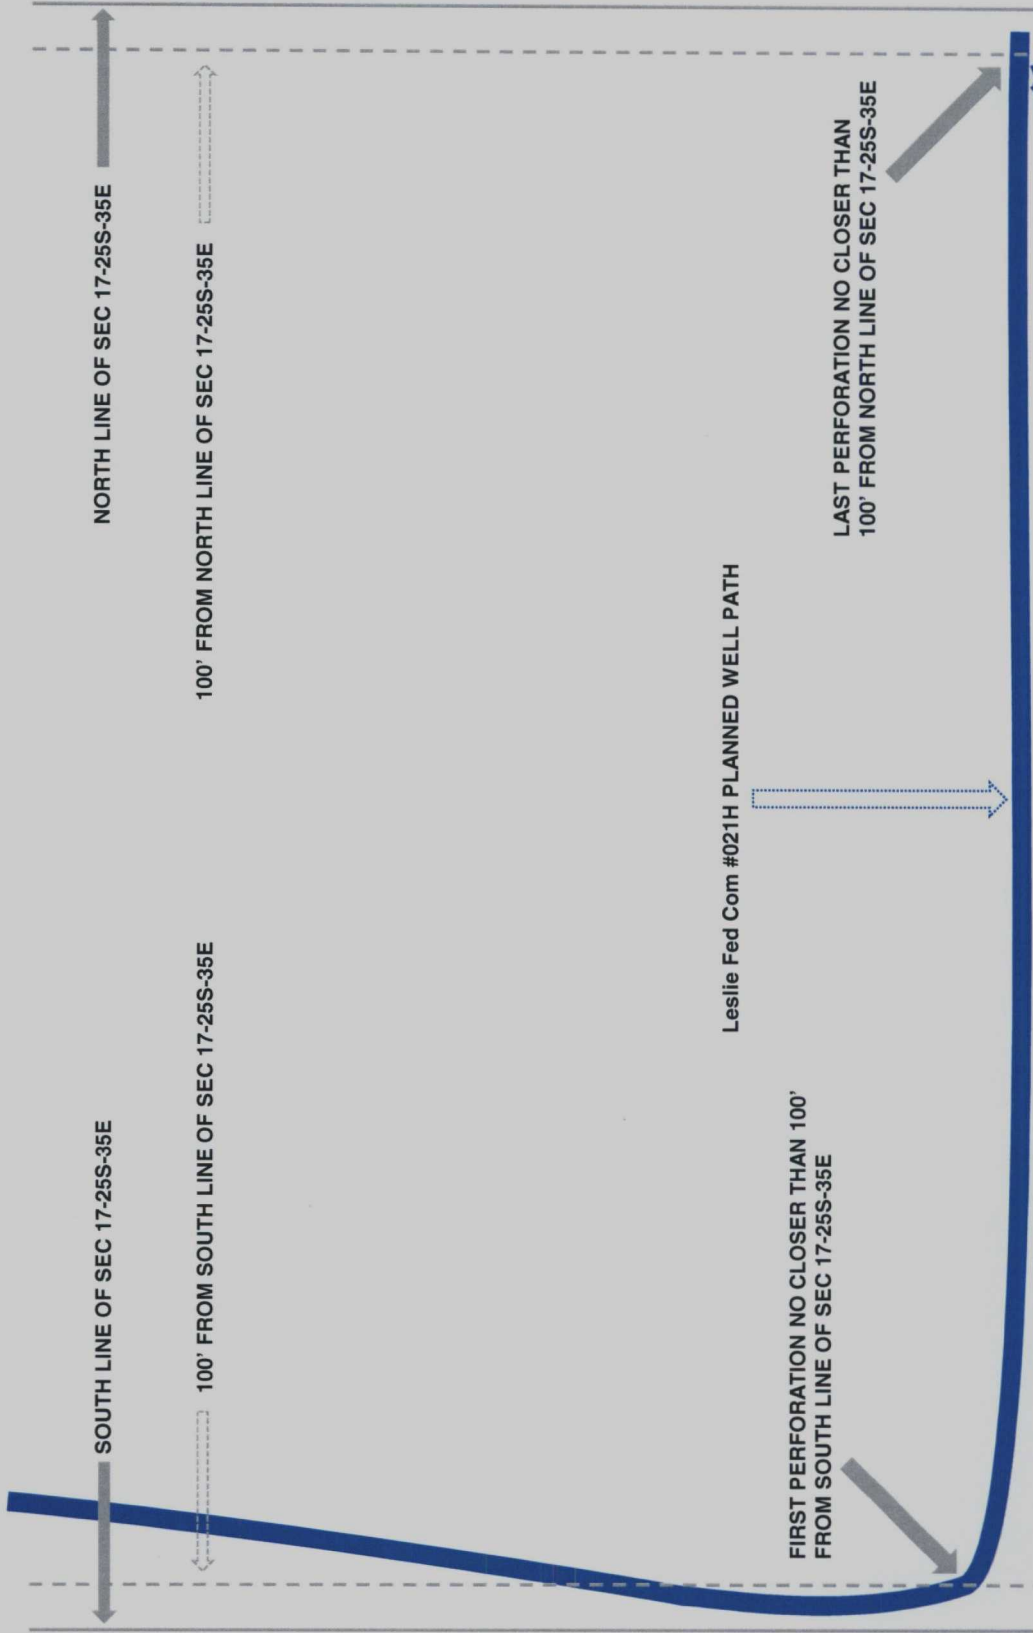 SOUTH LINE OF SEC 17-25S-35E
NORTH LINE OF SEC 17-25S-35E
100' FROM SOUTH LINE OF SEC 17-25S-35E
100' FROM NORTH LINE OF SEC 17-25S-35E
Leslie Fed Com #021H PLANNED WELL PATH
FIRST PERFORATION NO CLOSER THAN 100'
FROM SOUTH LINE OF SEC 17-25S-35E
LAST PERFORATION NO CLOSER THAN
100' FROM NORTH LINE OF SEC 17-25S-35E